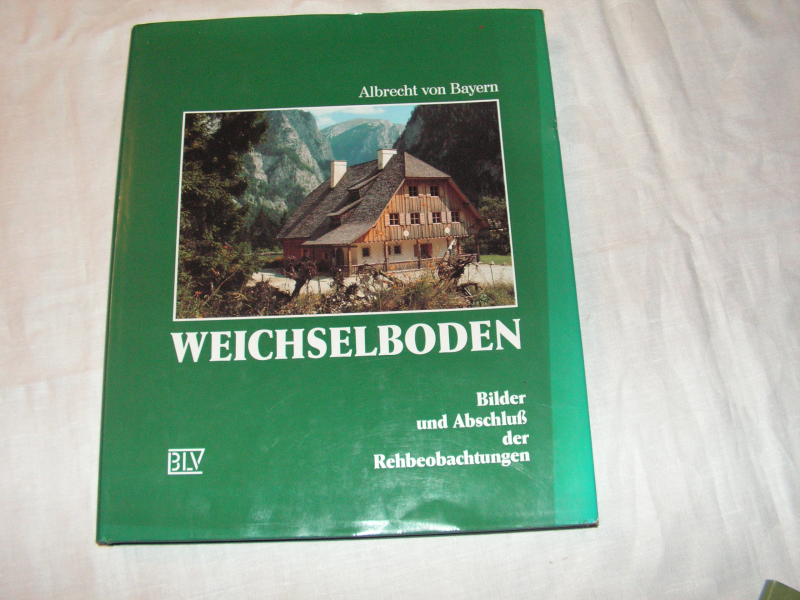 Albrecht von Bayern
WEICHSELBODEN
Bilder
und Abschluß
der
Rehbeobachtungen
BLV